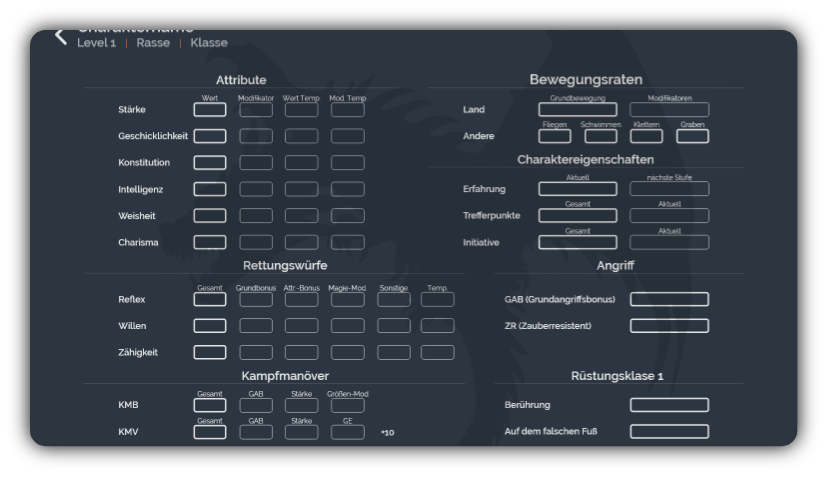 Charaktername
Level 1 | Rasse | Klasse
Attribute
Wert Modifikator Wert Temp Mod. Temp
Stärke
Geschicklichkeit
Konstitution
Intelligenz
Weisheit
Charisma
Rettungswürfe
Gesamt Grundbonus Attr-Bonus Magie-Mod. Sonstige Temp.
Reflex
Willen
Zähigkeit
Kampfmanöver
Gesamt GAB Stärke Größen-Mod
KMB
Gesamt GAB Stärke GE
KMV +10
Bewegungsraten
Grundbewegung Modifikatoren
Land
Fliegen Schwimmen Klettern Graben
Andere
Charaktereigenschaften
Aktuell nächste Stufe
Erfahrung
Gesamt Aktuell
Trefferpunkte
Gesamt Aktuell
Initiative
Angriff
GAB (Grundangriffsbonus)
ZR (Zauberresistent)
Rüstungsklase 1
Berührung
Auf dem falschen Fuß